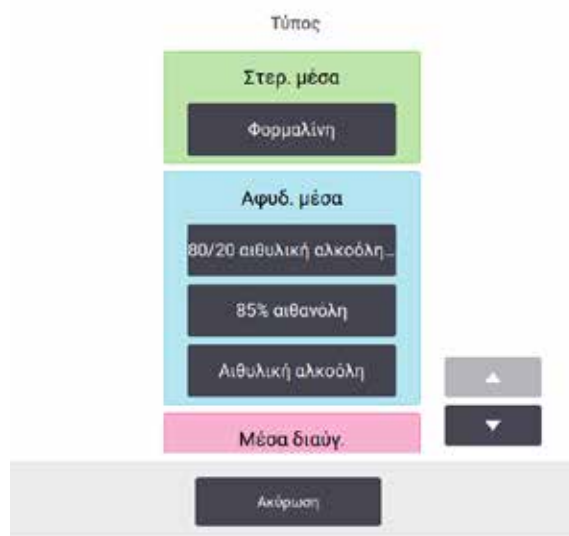 Τύπος
Στερ. μέσα
Φορμαλίνη
Αφυδ. μέσα
80/20 αιθυλική αλκοόλη...
85% αιθανόλη
Αιθυλική αλκοόλη
Μέσα διαύγ.
Ακύρωση